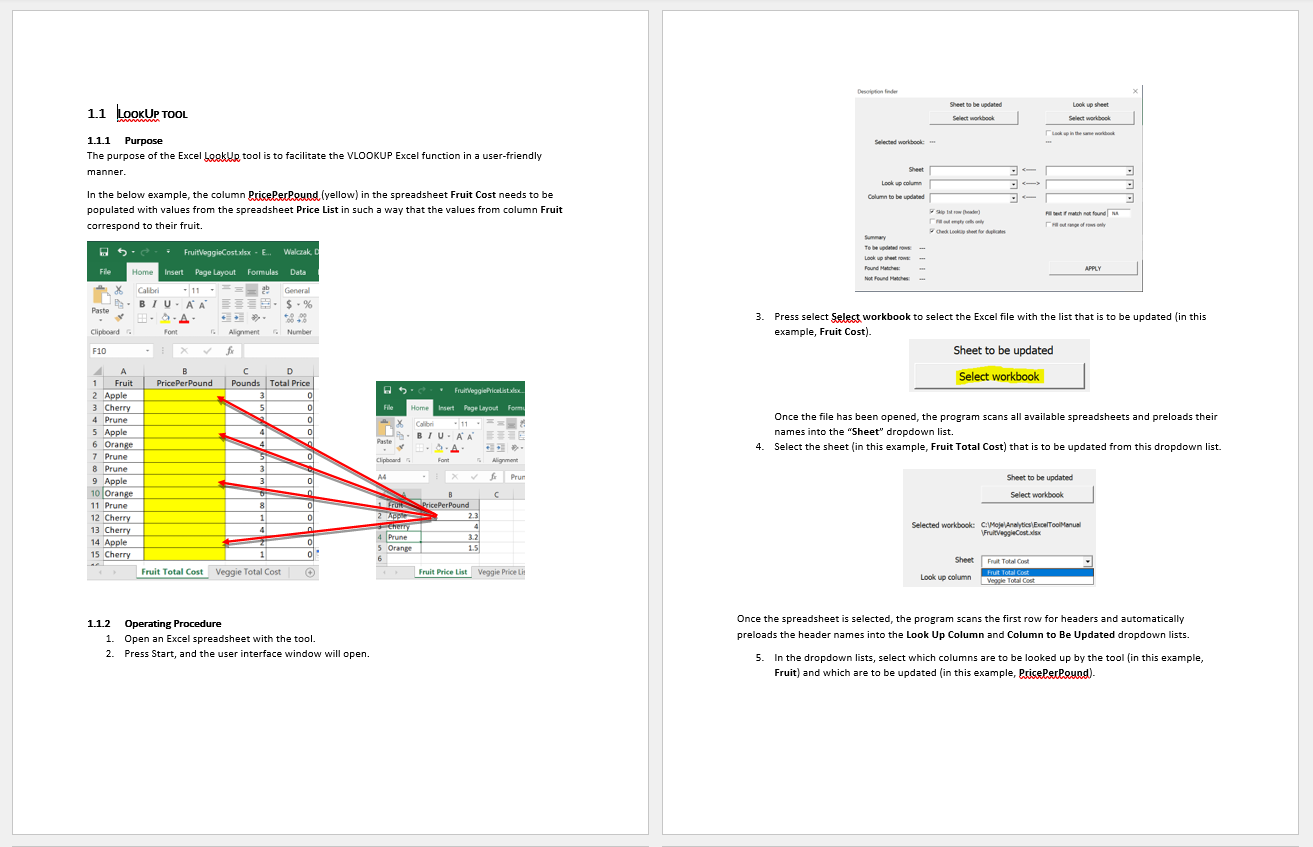 1.1 LOOKUP TOOL
1.1.1 Purpose
The purpose of the Excel LookUp tool is to facilitate the VLOOKUP Excel function in a user-friendly
manner.
In the below example, the column PricePerPound (yellow) in the spreadsheet Fruit Cost needs to be
populated with values from the spreadsheet Price List in such a way that the values from column Fruit
correspond to their fruit.
FruitVeggieCost.xlsx - E... Walczak, D
File Home Insert Page Layout Formulas Data
Calibri 11 General
Paste B I U A A $ - %
Clipboard Font Alignment Number
F10 fx
A B C D
1 Fruit PricePerPound Pounds Total Price
2 Apple 3 0
3 Cherry 5 0
4 Prune 0
5 Apple 4 0
6 Orange 4 0
7 Prune 5 0
8 Prune 3
9 Apple 3 0
10 Orange 6 0
11 Prune 8 0
12 Cherry 1 0
13 Cherry 4
14 Apple 2 0
15 Cherry 1 0
Fruit Total Cost Veggie Total Cost
FruitVeggiePriceList.xlsx...
File Home Insert Page Layout Formu
Calibri 11
Paste B I U A A
Clipboard Font Alignment
A4 fx Prun
B C
1 Fruit PricePerPound
2 Apple 2.3
Cherry 4
4 Prune 3.2
5 Orange 1.5
6
Fruit Price List Veggie Price Lis
1.1.2 Operating Procedure
1. Open an Excel spreadsheet with the tool.
2. Press Start, and the user interface window will open.
Description finder
Sheet to be updated Look up sheet
Select workbook Select workbook
Look up in the same workbook
Selected workbook: --- ---
Sheet <----
Look up column <---->
Column to be updated <----
Skip 1st row (header) Fill text if match not found NA
Fill out empty cells only Fill out range of rows only
Check LookUp sheet for duplicates
Summary
To be updated rows: ---
Look up sheet rows: ---
Found Matches: --- APPLY
Not Found Matches: ---
3. Press select Select workbook to select the Excel file with the list that is to be updated (in this
example, Fruit Cost).
Sheet to be updated
Select workbook
Once the file has been opened, the program scans all available spreadsheets and preloads their
names into the “Sheet” dropdown list.
4. Select the sheet (in this example, Fruit Total Cost) that is to be updated from this dropdown list.
Sheet to be updated
Select workbook
Selected workbook: C:\Moje\Analytics\ExcelToolManual
\FruitVeggieCost.xlsx
Sheet Fruit Total Cost
Fruit Total Cost
Look up column Veggie Total Cost
Once the spreadsheet is selected, the program scans the first row for headers and automatically
preloads the header names into the Look Up Column and Column to Be Updated dropdown lists.
5. In the dropdown lists, select which columns are to be looked up by the tool (in this example,
Fruit) and which are to be updated (in this example, PricePerPound).